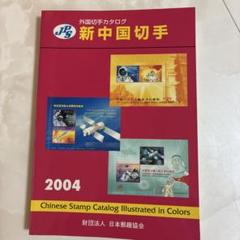 JPS
外国切手カタログ
新中国切手
2004
Chinese Stamp Catalog Illustrated in Colors
財団法人 日本郵趣協会